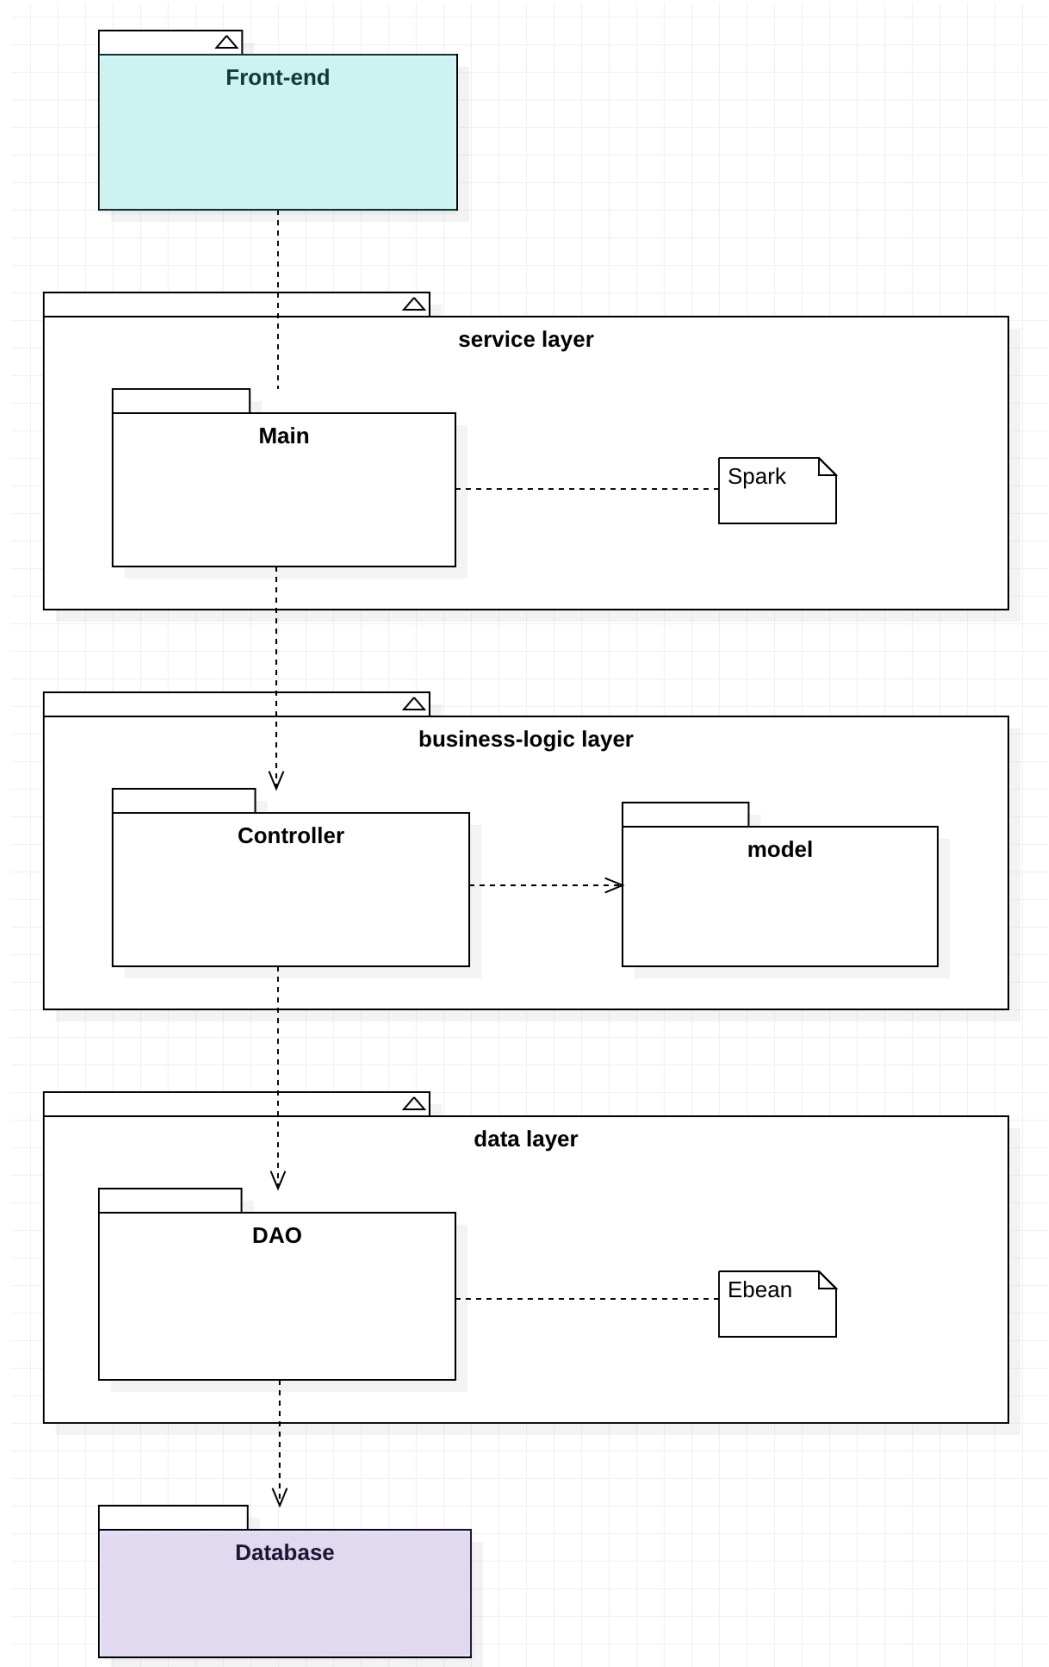 Front-end
service layer
Main
Spark
business-logic layer
Controller
model
data layer
DAO
Ebean
Database